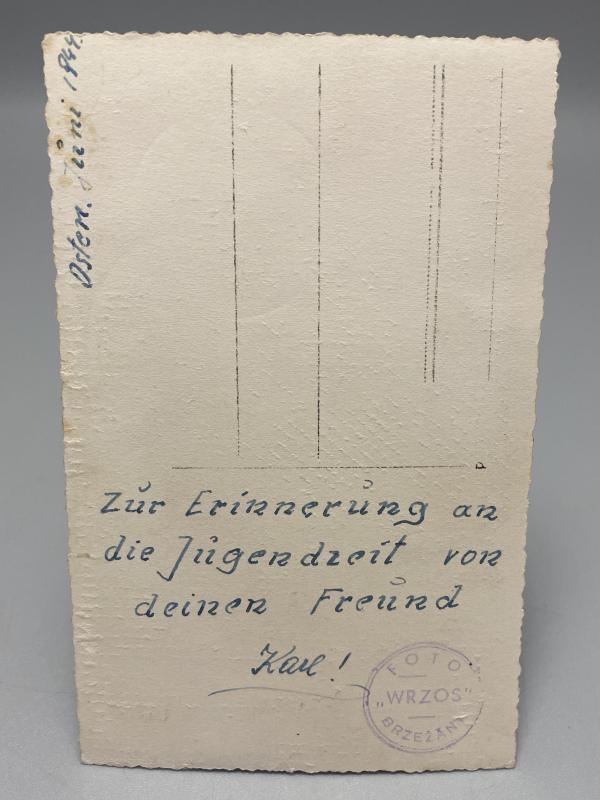 Osten. Juni 1944.
Zur Erinnerung an
die Jugendzeit von
deinen Freund
Karl!
FOTO
"WRZOS"
BRZEŻANY